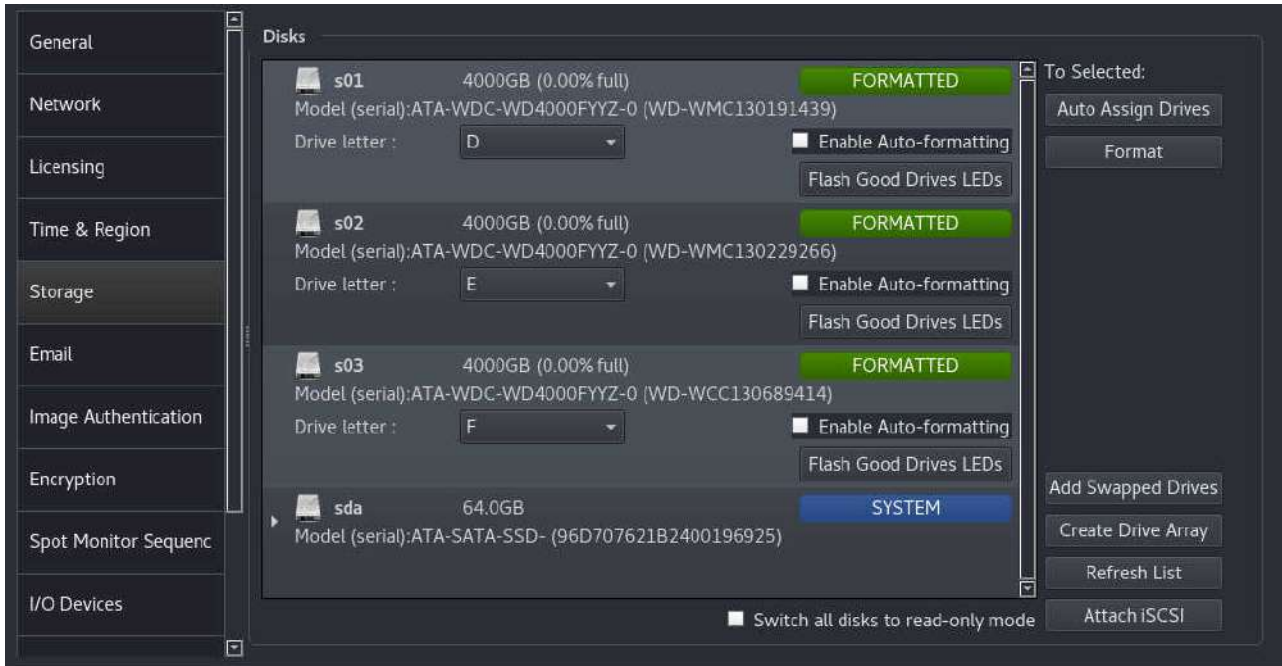 General
Network
Licensing
Time & Region
Storage
Email
Image Authentication
Encryption
Spot Monitor Sequenc
I/O Devices
Disks
s01 4000GB (0.00% full) FORMATTED
Model (serial):ATA-WDC-WD4000FYYZ-0 (WD-WMC130191439)
Drive letter : D Enable Auto-formatting
Flash Good Drives LEDs
s02 4000GB (0.00% full) FORMATTED
Model (serial):ATA-WDC-WD4000FYYZ-0 (WD-WMC130229266)
Drive letter : E Enable Auto-formatting
Flash Good Drives LEDs
s03 4000GB (0.00% full) FORMATTED
Model (serial):ATA-WDC-WD4000FYYZ-0 (WD-WCC130689414)
Drive letter : F Enable Auto-formatting
Flash Good Drives LEDs
sda 64.0GB SYSTEM
Model (serial):ATA-SATA-SSD- (96D707621B2400196925)
Switch all disks to read-only mode
To Selected:
Auto Assign Drives
Format
Add Swapped Drives
Create Drive Array
Refresh List
Attach iSCSI